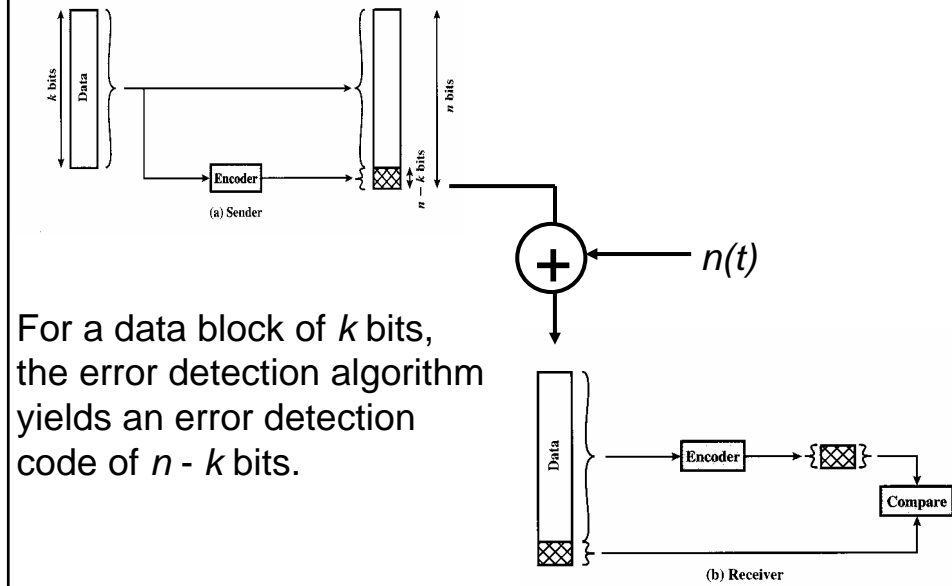 k bits
Data
n bits
Encoder
n − k bits
(a) Sender
+
n(t)
For a data block of k bits,
the error detection algorithm
yields an error detection
code of n - k bits.
Data
Encoder
Compare
(b) Receiver